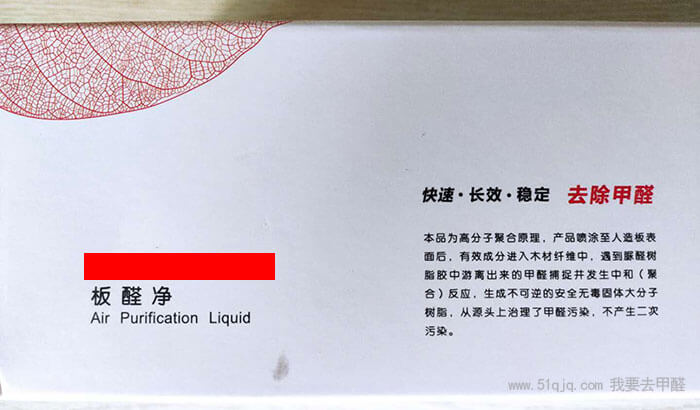 快速·长效·稳定 去除甲醛
本品为高分子聚合原理，产品喷涂至人造板表
面后，有效成分进入木材纤维中，遇到脲醛树
脂胶中游离出来的甲醛捕捉并发生中和（聚
合）反应，生成不可逆的安全无毒固体大分子
树脂，从源头上治理了甲醛污染，不产生二次
污染。
板醛净
Air Purification Liquid
www.51qjq.com 我要去甲醛